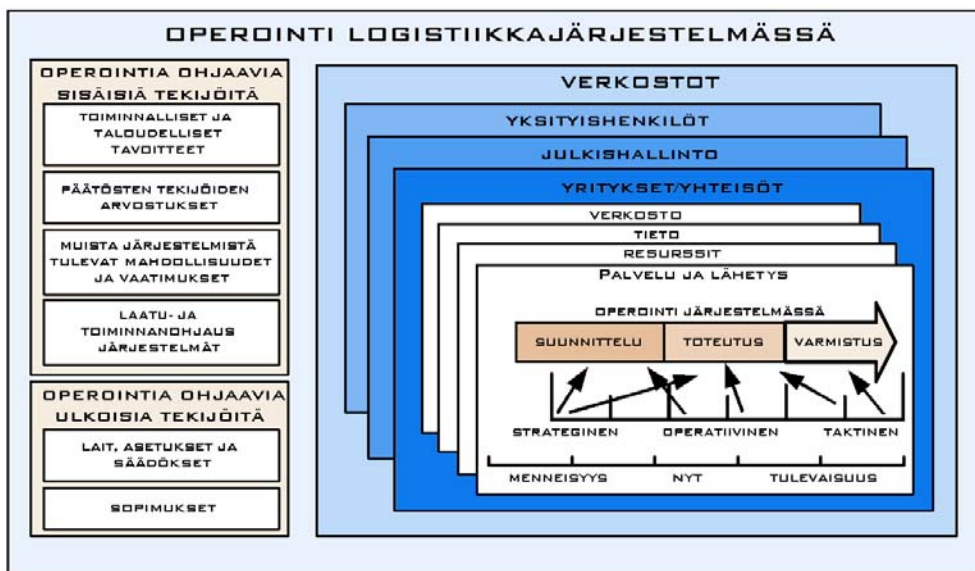 OPEROINTI LOGISTIIKKAJÄRJESTELMÄSSÄ
OPEROINTIA OHJAAVIA
SISÄISIÄ TEKIJÖITÄ
TOIMINNALLISET JA
TALOUDELLISET
TAVOITTEET
PÄÄTÖSTEN TEKIJÖIDEN
ARVOSTUKSET
MUISTA JÄRJESTELMISTÄ
TULEVAT MAHDOLLISUUDET
JA VAATIMUKSET
LAATU- JA
TOIMINNANOHJAUS
JÄRJESTELMÄT
OPEROINTIA OHJAAVIA
ULKOISIA TEKIJÖITÄ
LAIT, ASETUKSET JA
SÄÄDÖKSET
SOPIMUKSET
VERKOSTOT
YKSITYISHENKILÖT
JULKISHALLINTO
YRITYKSET/YHTEISÖT
VERKOSTO
TIETO
RESURSSIT
PALVELU JA LÄHETYS
OPEROINTI JÄRJESTELMÄSSÄ
SUUNNITTELU TOTEUTUS VARMISTUS
STRATEGINEN OPERATIIVINEN TAKTINEN
MENNEISYYS NYT TULEVAISUUS